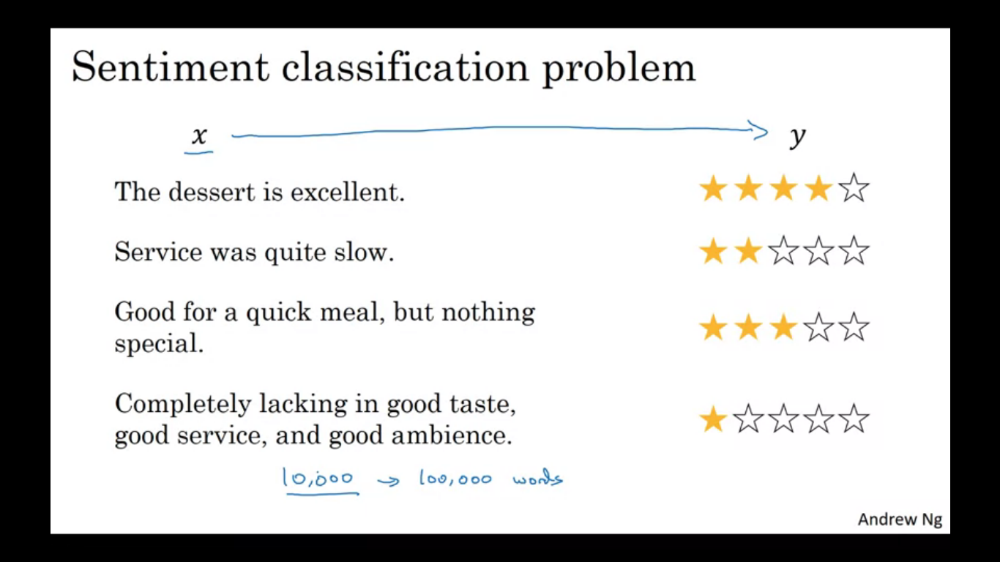 Sentiment classification problem
x → y
The dessert is excellent.
Service was quite slow.
Good for a quick meal, but nothing
special.
Completely lacking in good taste,
good service, and good ambience.
10,000 → 100,000 words
Andrew Ng